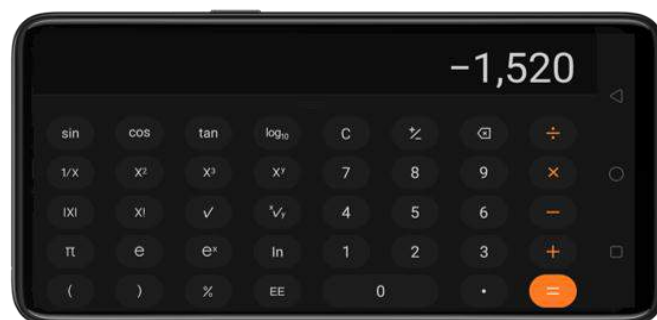 −1,520
sin cos tan log₁₀ C +/− ÷
1/X X² X³ Xʸ 7 8 9 ×
|X| X! √ ˣ√y 4 5 6 −
π e eˣ ln 1 2 3 +
( ) % EE 0 . =